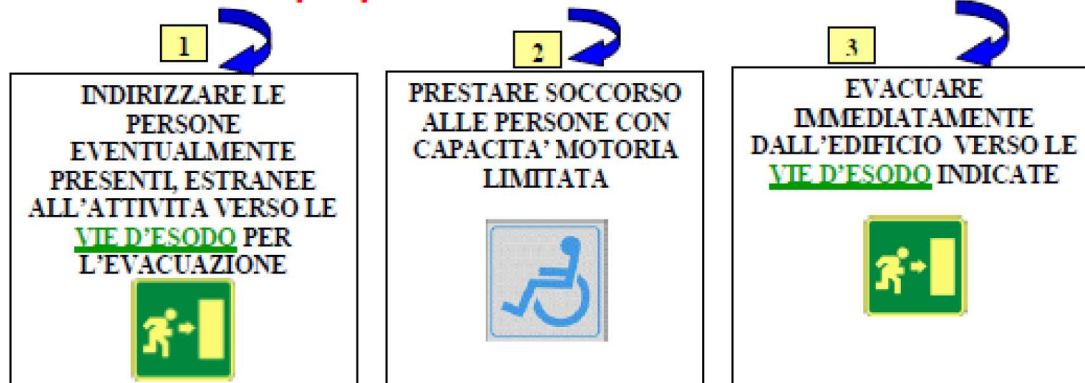 1
INDIRIZZARE LE
PERSONE
EVENTUALMENTE
PRESENTI, ESTRANEE
ALL’ATTIVITA VERSO LE
VIE D’ESODO PER
L’EVACUAZIONE
2
PRESTARE SOCCORSO
ALLE PERSONE CON
CAPACITA’ MOTORIA
LIMITATA
3
EVACUARE
IMMEDIATAMENTE
DALL’EDIFICIO VERSO LE
VIE D’ESODO INDICATE